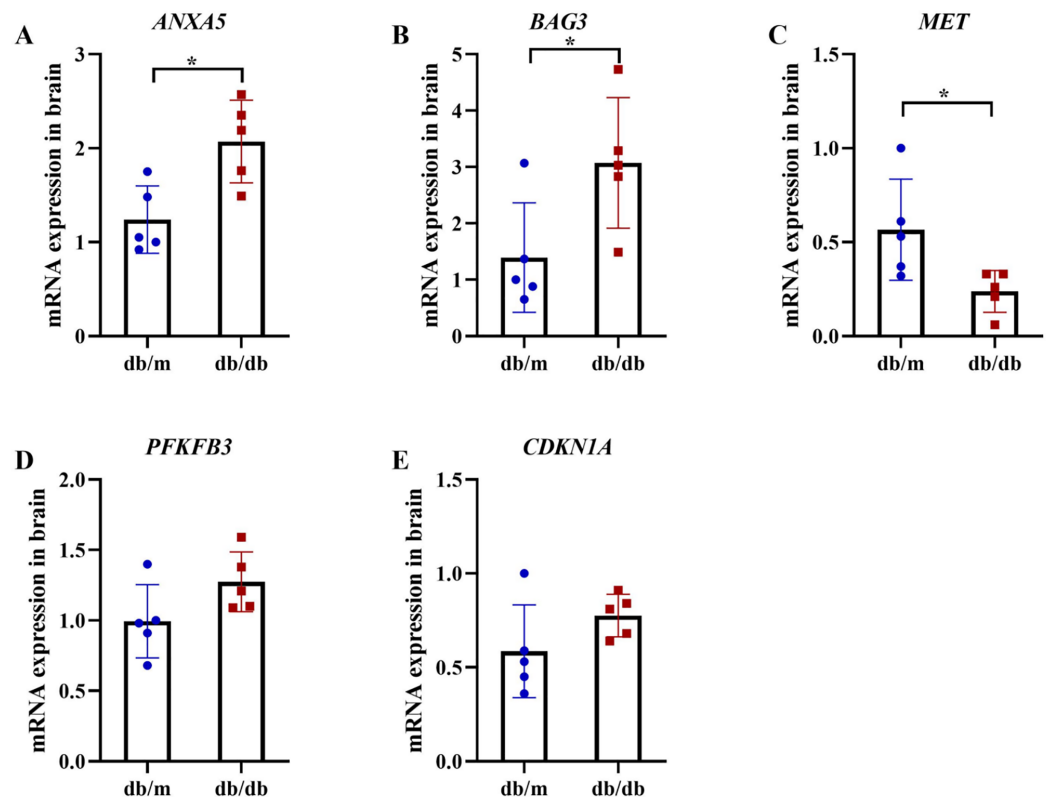 A
ANXA5
mRNA expression in brain
3
2
1
0
*
db/m
db/db
B
BAG3
mRNA expression in brain
5
4
3
2
1
0
*
db/m
db/db
C
MET
mRNA expression in brain
1.5
1.0
0.5
0.0
*
db/m
db/db
D
PFKFB3
mRNA expression in brain
2.0
1.5
1.0
0.5
0.0
db/m
db/db
E
CDKN1A
mRNA expression in brain
1.5
1.0
0.5
0.0
db/m
db/db